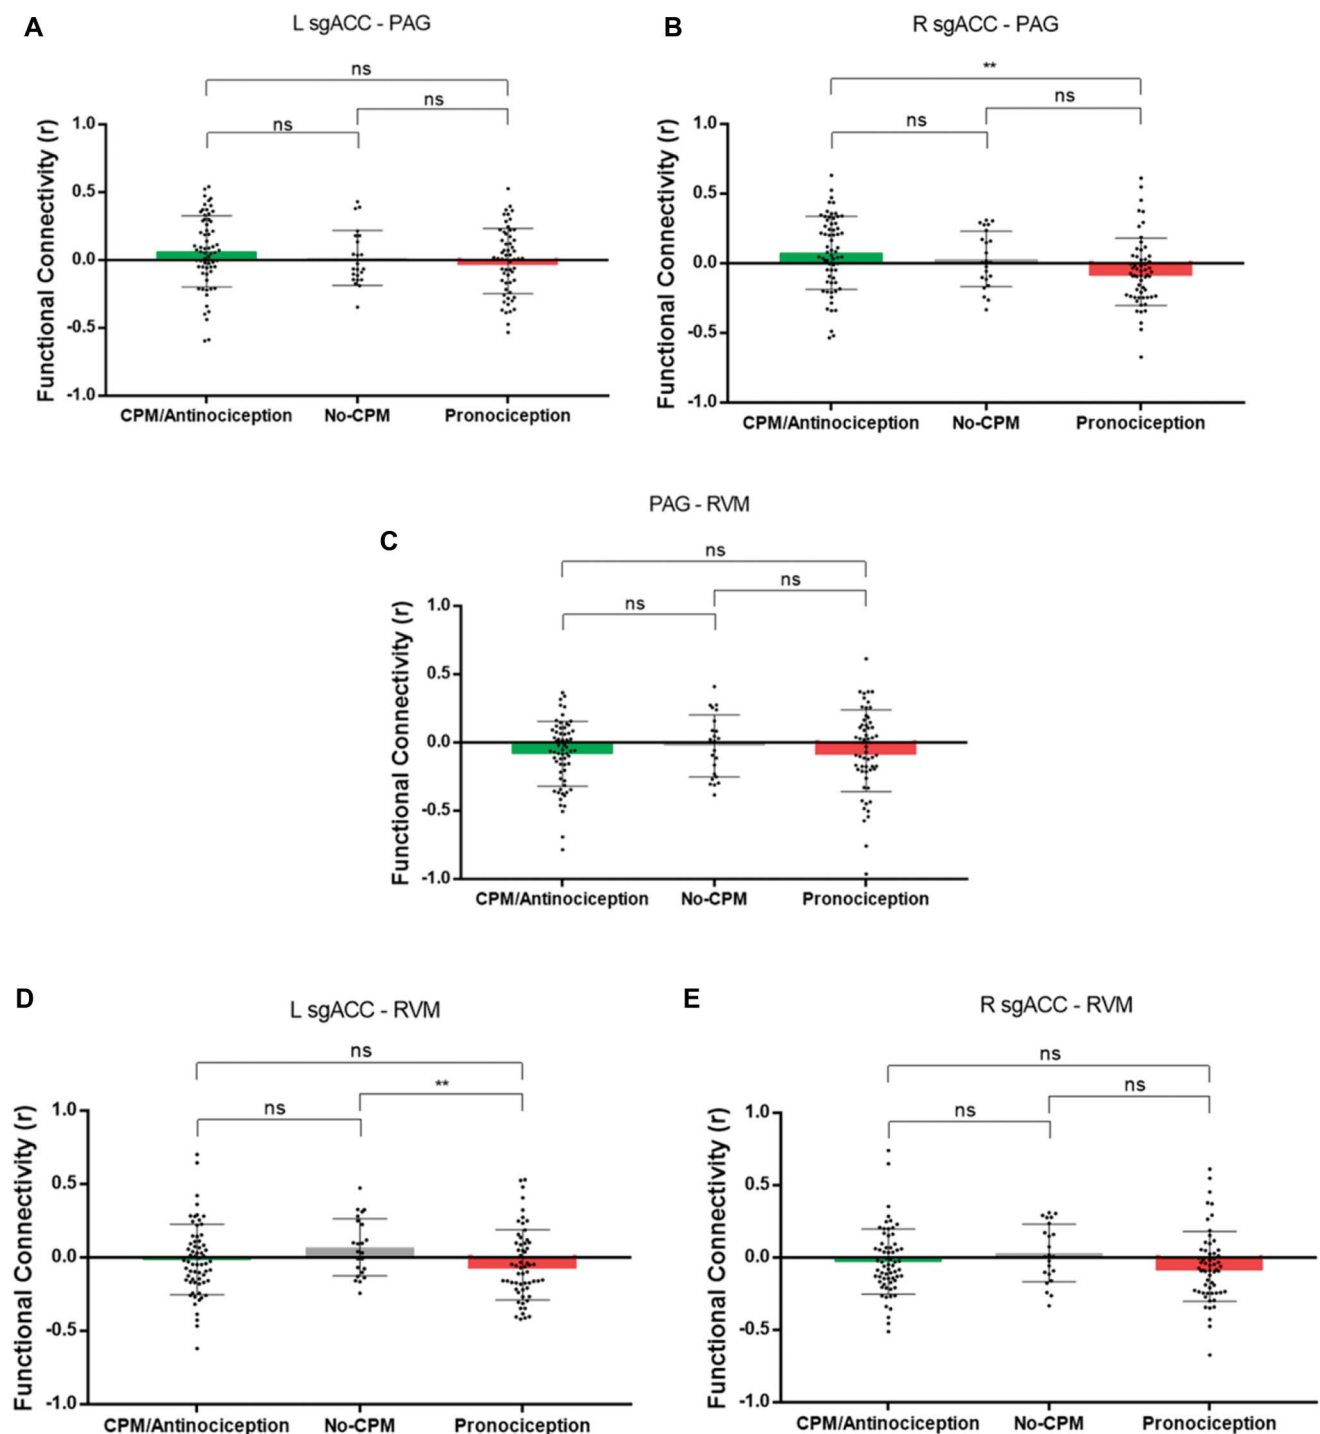 A
L sgACC - PAG
ns
ns
ns
Functional Connectivity (r)
1.0
0.5
0.0
-0.5
-1.0
CPM/Antinociception No-CPM Pronociception
B
R sgACC - PAG
**
ns
ns
Functional Connectivity (r)
1.0
0.5
0.0
-0.5
-1.0
CPM/Antinociception No-CPM Pronociception
C
PAG - RVM
ns
ns
ns
Functional Connectivity (r)
1.0
0.5
0.0
-0.5
-1.0
CPM/Antinociception No-CPM Pronociception
D
L sgACC - RVM
ns
**
ns
Functional Connectivity (r)
1.0
0.5
0.0
-0.5
-1.0
CPM/Antinociception No-CPM Pronociception
E
R sgACC - RVM
ns
ns
ns
Functional Connectivity (r)
1.0
0.5
0.0
-0.5
-1.0
CPM/Antinociception No-CPM Pronociception